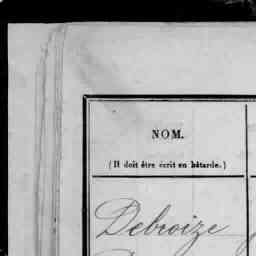 NOM.
(Il doit être écrit en bâtarde.)
Debroize